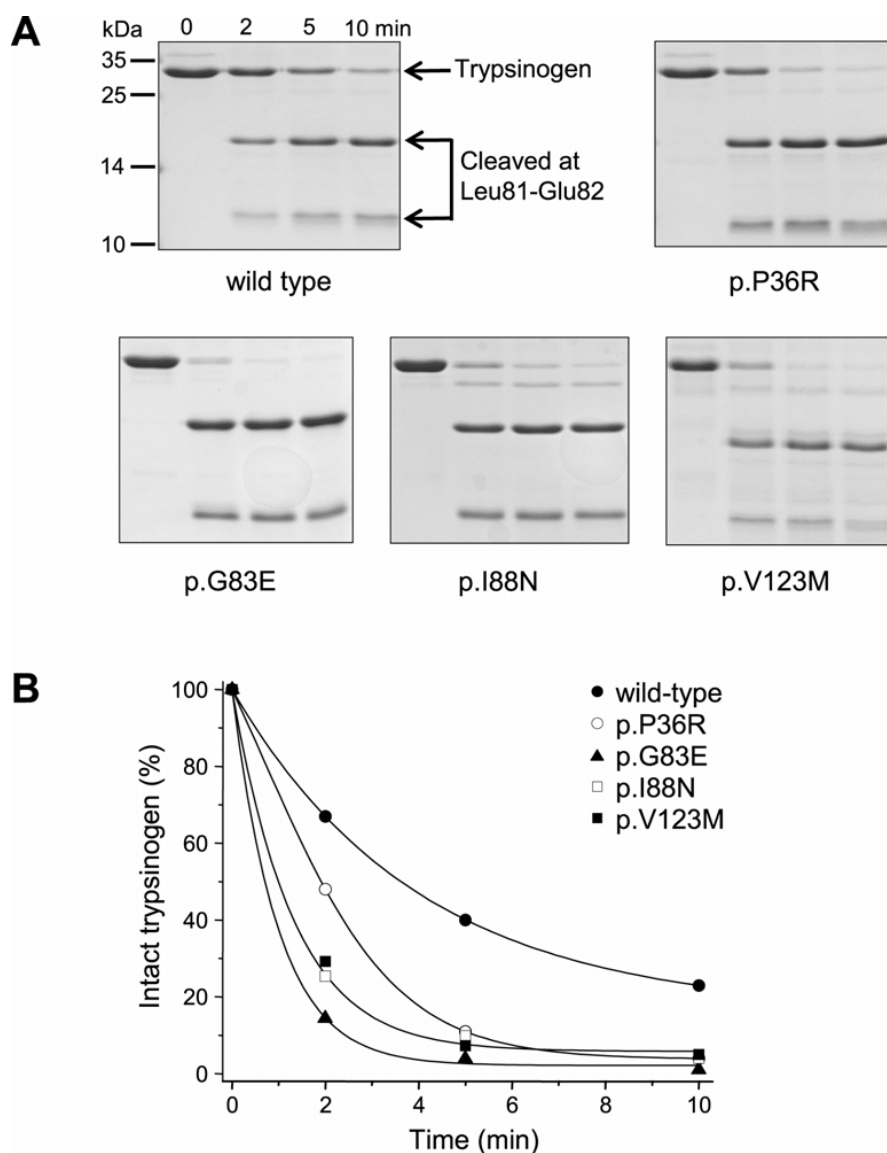 A
kDa 0 2 5 10 min
35
25
14
10
Trypsinogen
Cleaved at
Leu81-Glu82
wild type
p.P36R
p.G83E
p.I88N
p.V123M
B
Intact trypsinogen (%)
100
80
60
40
20
0
wild-type
p.P36R
p.G83E
p.I88N
p.V123M
0 2 4 6 8 10
Time (min)